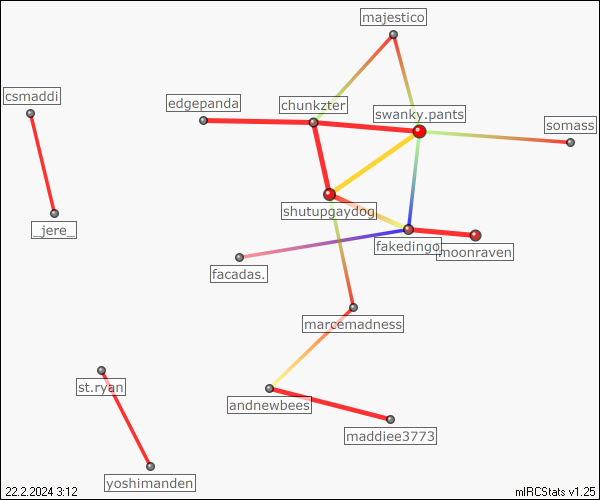 majestico
csmaddi
edgepanda
chunkzter
swanky.pants
somass
shutupgaydog
_jere_
fakedingo
moonraven
facadas.
marcemadness
st.ryan
andnewbees
maddiee3773
yoshimanden
22.2.2024 3:12
mIRCStats v1.25